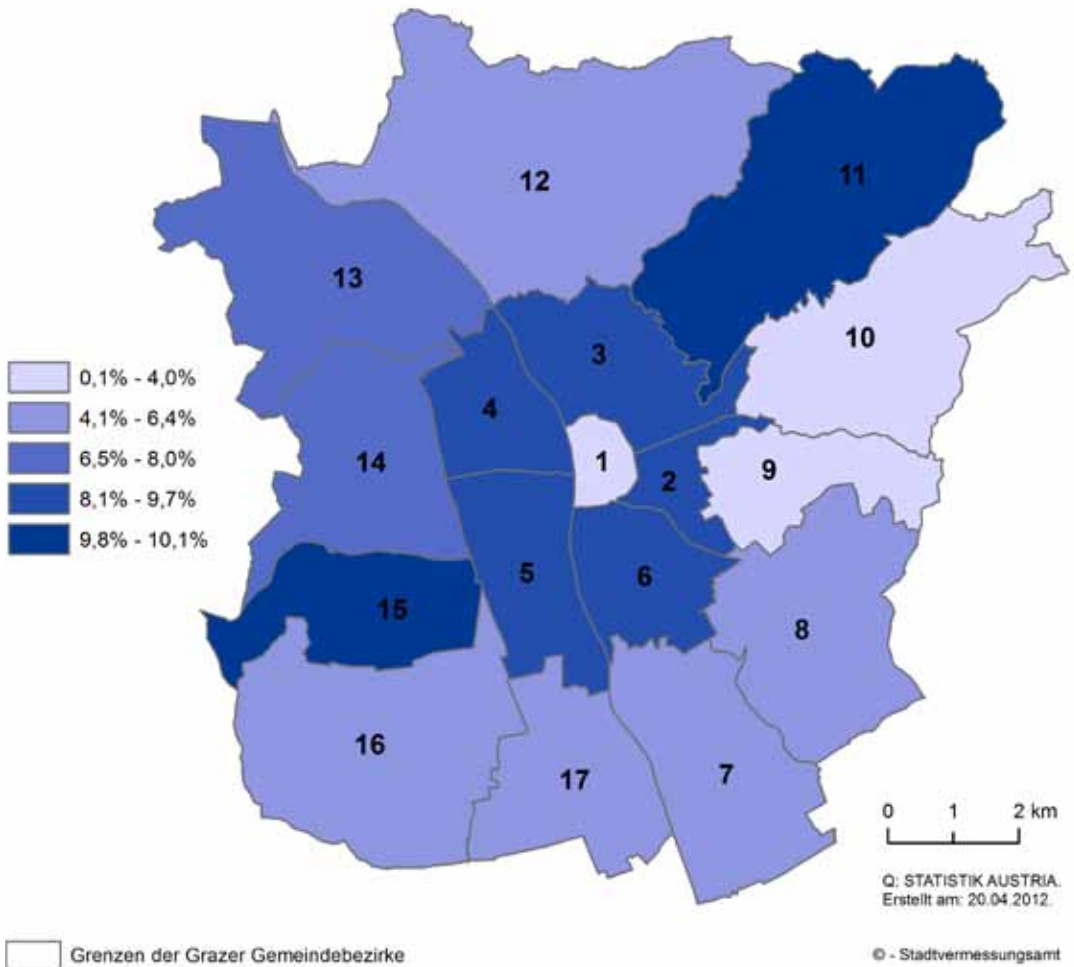 12
11
13
10
3
0,1% - 4,0%
4,1% - 6,4%
6,5% - 8,0%
8,1% - 9,7%
9,8% - 10,1%
4
14
1
9
2
5
6
15
8
16
17
7
0 1 2 km
Q: STATISTIK AUSTRIA.
Erstellt am: 20.04.2012.
Grenzen der Grazer Gemeindebezirke
© - Stadtvermessungsamt